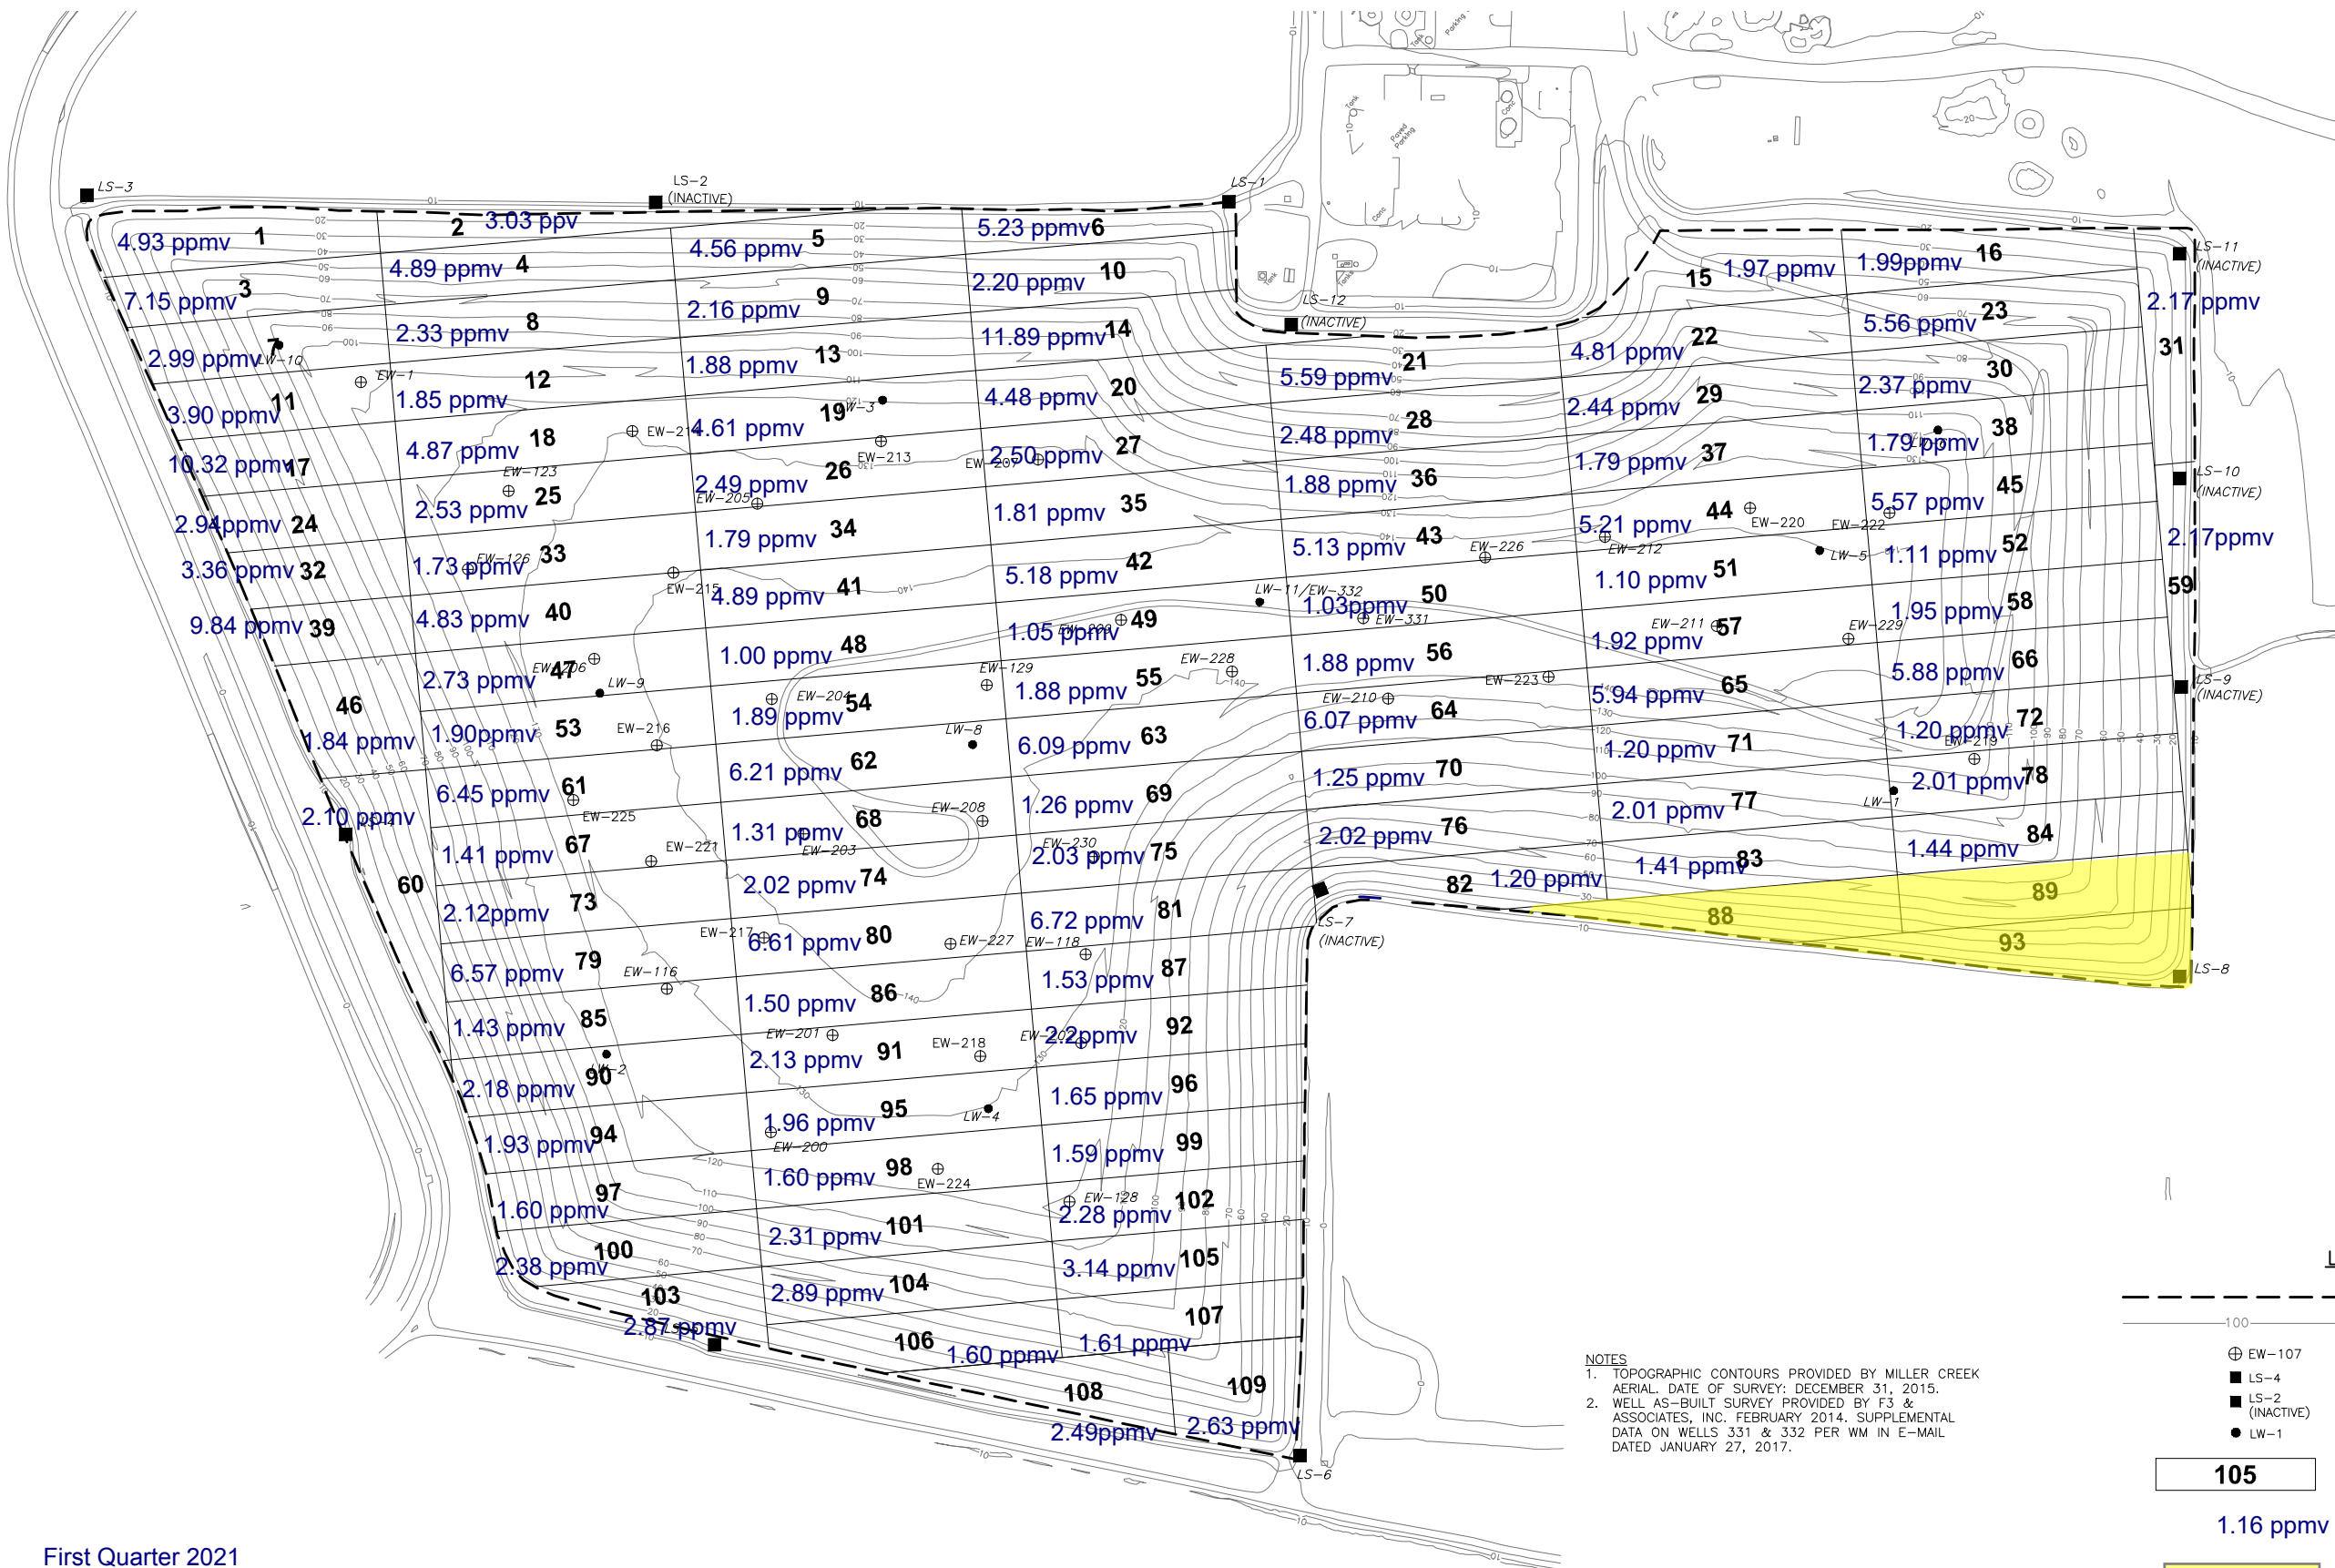 LS-3
LS-2
(INACTIVE)
LS-1
LS-12
(INACTIVE)
LS-11
(INACTIVE)
LS-10
(INACTIVE)
LS-9
(INACTIVE)
LS-8
LS-7
(INACTIVE)
LS-6
Tank
Parking
Tank
Paved
Parking
Conc
Conc
Tank
Tanks
4.93 ppmv 1
2 3.03 ppv
7.15 ppmv 3
4.89 ppmv 4
4.56 ppmv 5
5.23 ppmv 6
2.99 ppmv 7
LW-10
2.33 ppmv 8
2.16 ppmv 9
2.20 ppmv 10
3.90 ppmv 11
EW-1
1.85 ppmv 12
1.88 ppmv 13
11.89 ppmv 14
15 1.97 ppmv
1.99ppmv 16
10.32 ppmv 17
4.87 ppmv 18
4.61 ppmv 19
LW-3
4.48 ppmv 20
5.59 ppmv 21
4.81 ppmv 22
5.56 ppmv 23
2.94ppmv 24
EW-123
2.53 ppmv 25
EW-213
2.49 ppmv 26
EW-205
EW-207
2.50 ppmv 27
2.48 ppmv 28
2.44 ppmv 29
2.37 ppmv 30
2.17 ppmv
31
3.36 ppmv 32
1.73 ppmv 33
EW-126
1.79 ppmv 34
1.81 ppmv 35
1.88 ppmv 36
1.79 ppmv 37
1.79 ppmv 38
9.84 ppmv 39
4.83 ppmv 40
EW-215
4.89 ppmv 41
5.18 ppmv 42
5.13 ppmv 43
EW-226
5.21 ppmv 44
EW-212
EW-220
EW-222
5.57 ppmv 45
46
1.84 ppmv
2.73 ppmv 47
EW-206
LW-9
1.00 ppmv 48
1.05 ppmv 49
LW-11/EW-332
1.03ppmv 50
EW-331
1.10 ppmv 51
LW-5
1.11 ppmv 52
1.90ppmv 53
EW-216
EW-204
1.89 ppmv 54
EW-129
1.88 ppmv 55
EW-228
1.88 ppmv 56
EW-210
EW-223
1.92 ppmv 57
EW-211
EW-229
1.95 ppmv 58
2.17ppmv
59
2.10 ppmv
60
6.45 ppmv 61
EW-225
6.21 ppmv 62
LW-8
6.09 ppmv 63
6.07 ppmv 64
5.94 ppmv 65
5.88 ppmv 66
1.41 ppmv 67
EW-221
1.31 ppmv 68
EW-203
EW-208
1.26 ppmv 69
1.25 ppmv 70
1.20 ppmv 71
1.20 ppmv 72
EW-219
2.12ppmv 73
2.02 ppmv 74
EW-230
2.03 ppmv 75
2.02 ppmv 76
2.01 ppmv 77
LW-1
2.01 ppmv 78
6.57 ppmv 79
EW-116
EW-217
6.61 ppmv 80
EW-227
EW-118
6.72 ppmv 81
82 1.20 ppmv
1.41 ppmv 83
1.44 ppmv 84
1.43 ppmv 85
1.50 ppmv 86
1.53 ppmv 87
88
89
2.18 ppmv 90
EW-201
2.13 ppmv 91
EW-218
EW-202
2.2ppmv 92
93
1.93 ppmv 94
1.96 ppmv 95
EW-200
LW-4
1.65 ppmv 96
97
1.60 ppmv
1.60 ppmv 98
EW-224
1.59 ppmv 99
100
2.38 ppmv
2.31 ppmv 101
EW-128
2.28 ppmv 102
103
2.87 ppmv
2.89 ppmv 104
3.14 ppmv 105
106 1.60 ppmv
107
1.61 ppmv
108
2.49ppmv
109
2.63 ppmv
NOTES
1. TOPOGRAPHIC CONTOURS PROVIDED BY MILLER CREEK
AERIAL. DATE OF SURVEY: DECEMBER 31, 2015.
2. WELL AS-BUILT SURVEY PROVIDED BY F3 &
ASSOCIATES, INC. FEBRUARY 2014. SUPPLEMENTAL
DATA ON WELLS 331 & 332 PER WM IN E-MAIL
DATED JANUARY 27, 2017.
100
EW-107
LS-4
LS-2
(INACTIVE)
LW-1
105
1.16 ppmv
First Quarter 2021